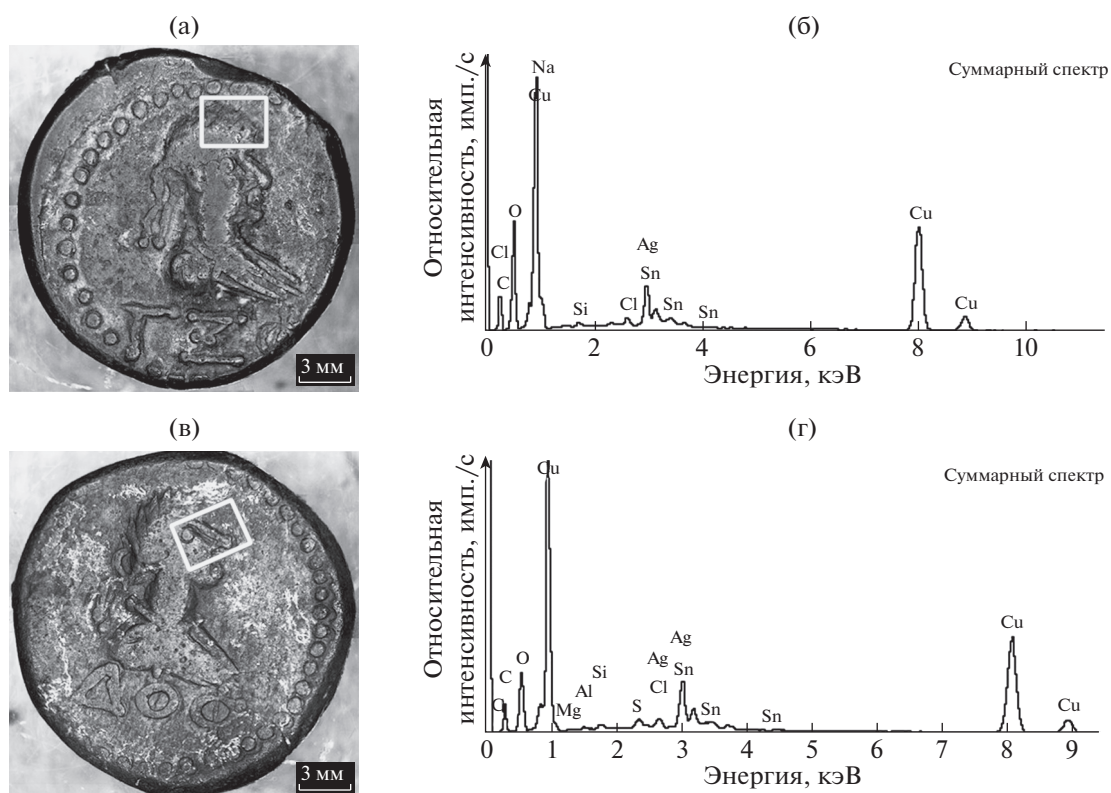 (а)
(б)
Относительная
интенсивность, имп./с
Суммарный спектр
Na
Cu
O
Cl
C
Si
Cl
Ag
Sn
Sn
Sn
Cu
Cu
0 2 4 6 8 10
Энергия, кэВ
3 мм
(в)
(г)
Относительная
интенсивность, имп./с
Суммарный спектр
Cu
O
C
Mg
Al
Si
S
Ag
Ag
Cl
Sn
Sn
Sn
Cu
Cu
0 1 2 3 4 5 6 7 8 9
Энергия, кэВ
3 мм